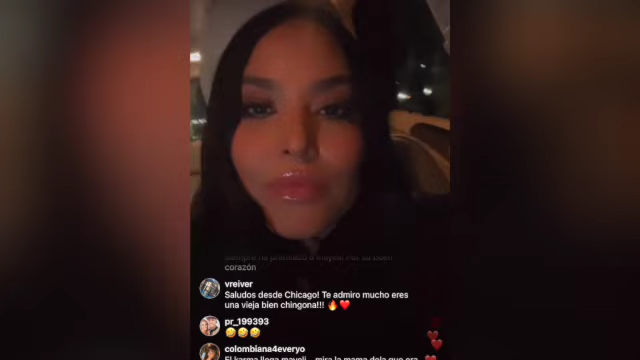 corazón
vreiver
Saludos desde Chicago! Te admiro mucho eres
una vieja bien chingona!!! 🔥❤️
pr_199393
🤣🤣🤣
colombiana4everyo
El karma llega mayeli... mira la mama dela que era